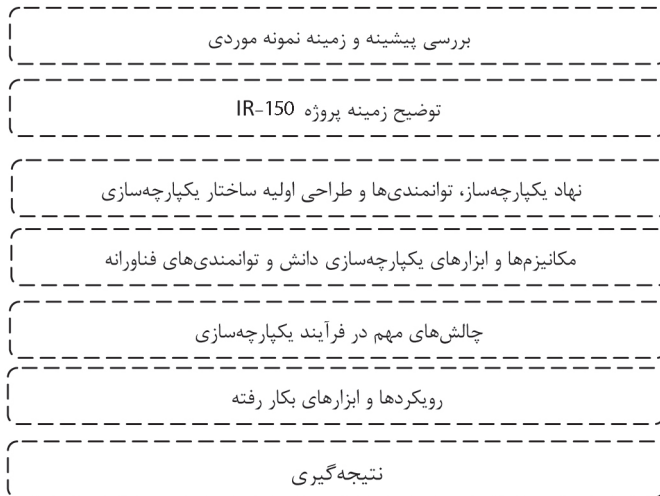 بررسی پیشینه و زمینه نمونه موردی
توضیح زمینه پروژه IR-150
نهاد یکپارچه‌ساز، توانمندی‌ها و طراحی اولیه ساختار یکپارچه‌سازی
مکانیزم‌ها و ابزارهای یکپارچه‌سازی دانش و توانمندی‌های فناورانه
چالش‌های مهم در فرآیند یکپارچه‌سازی
رویکردها و ابزارهای بکار رفته
نتیجه‌گیری